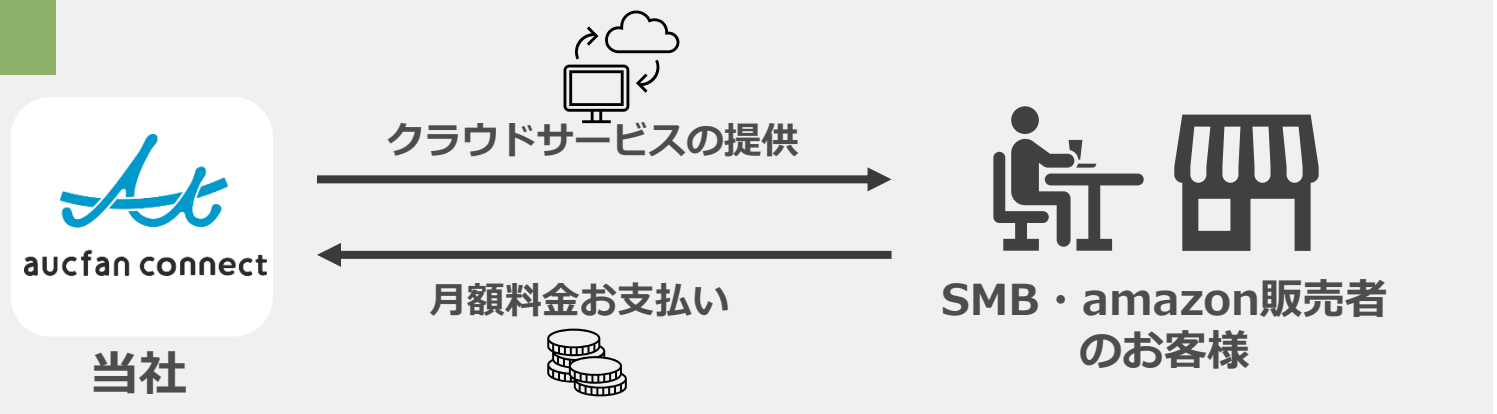 クラウドサービスの提供
aucfan connect
月額料金お支払い
SMB・amazon販売者
のお客様
当社